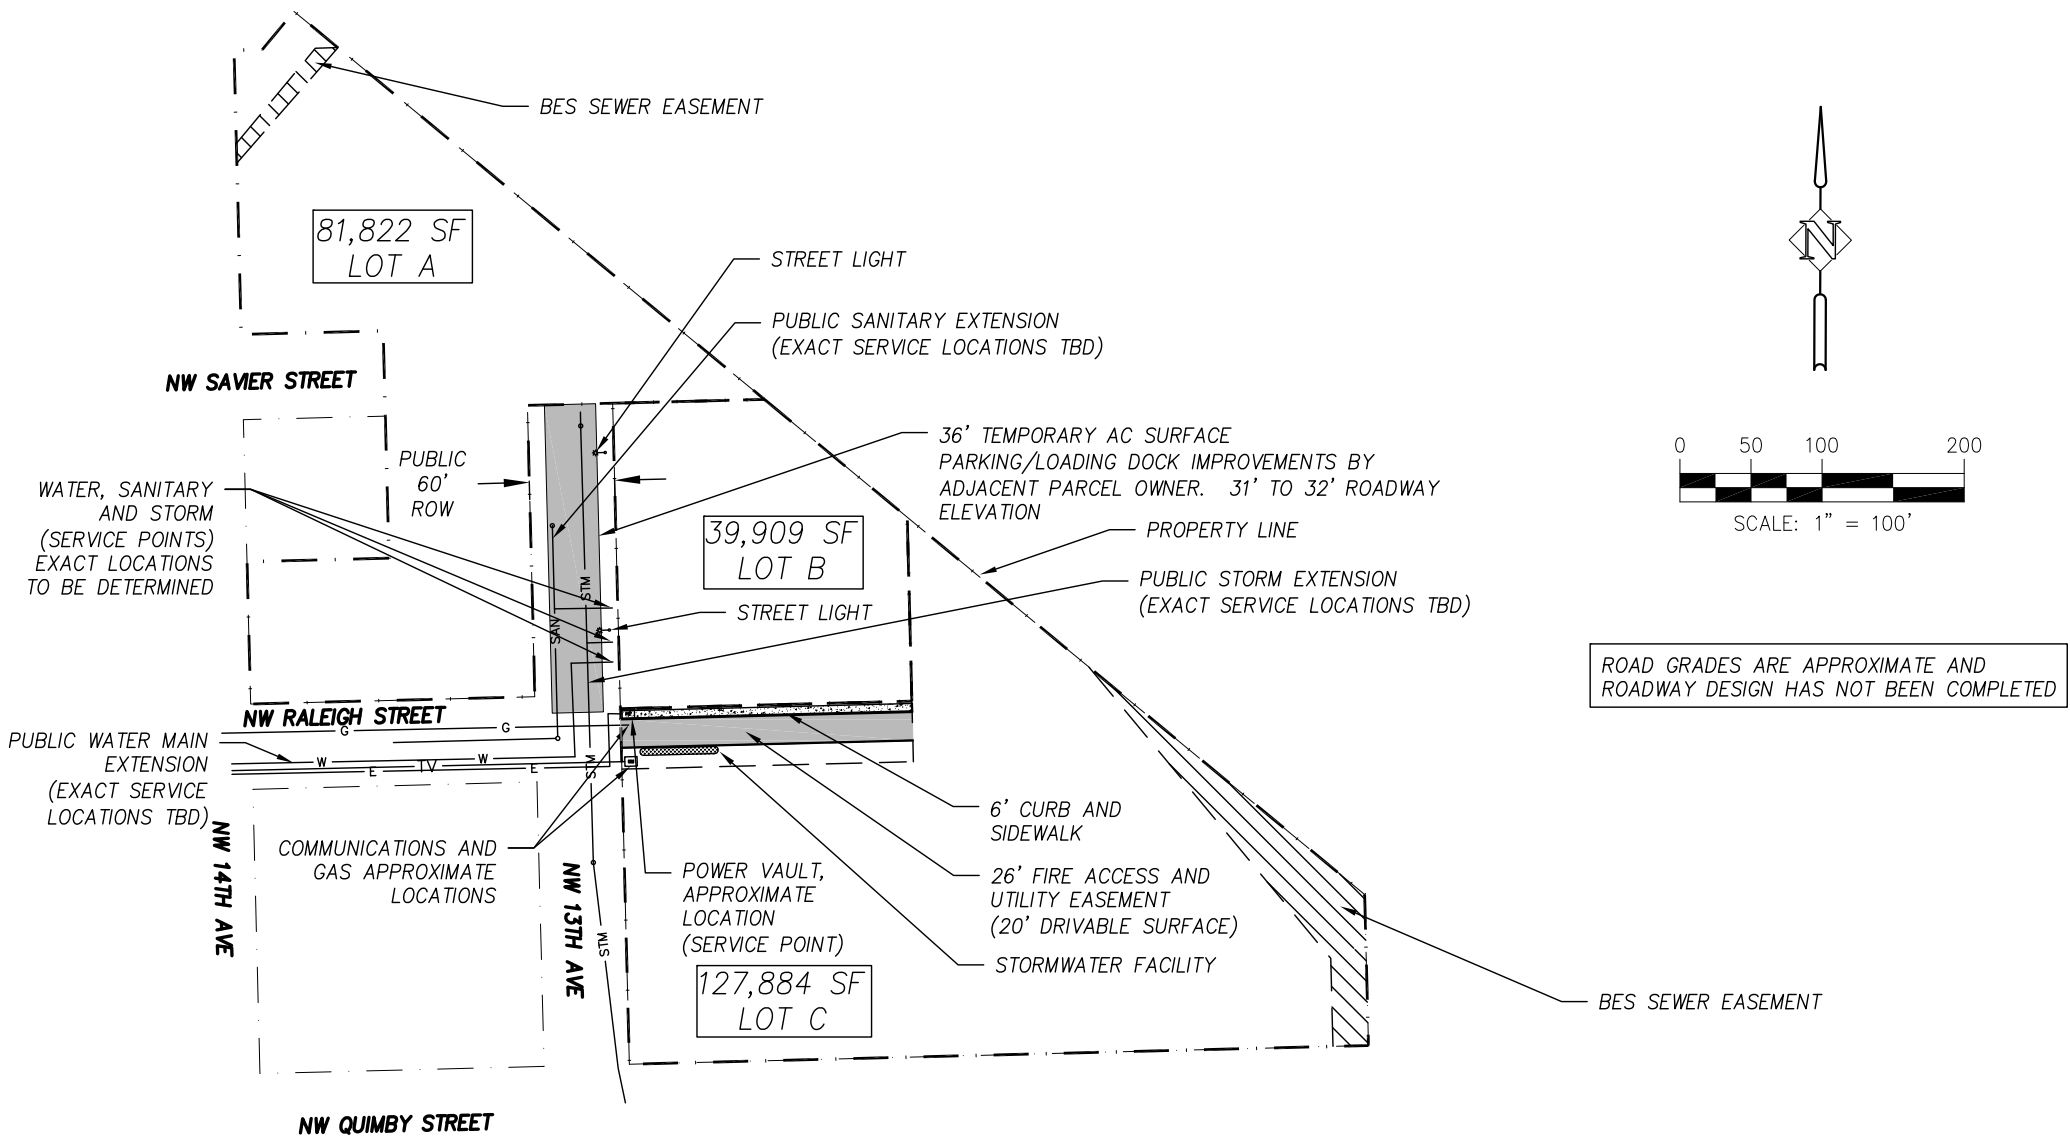 BES SEWER EASEMENT
81,822 SF
LOT A
STREET LIGHT
PUBLIC SANITARY EXTENSION
(EXACT SERVICE LOCATIONS TBD)
NW SAVIER STREET
N
0 50 100 200
SCALE: 1" = 100'
PUBLIC
60'
ROW
36' TEMPORARY AC SURFACE
PARKING/LOADING DOCK IMPROVEMENTS BY
ADJACENT PARCEL OWNER. 31' TO 32' ROADWAY
ELEVATION
WATER, SANITARY
AND STORM
(SERVICE POINTS)
EXACT LOCATIONS
TO BE DETERMINED
39,909 SF
LOT B
PROPERTY LINE
PUBLIC STORM EXTENSION
(EXACT SERVICE LOCATIONS TBD)
STREET LIGHT
STM
SAN
ROAD GRADES ARE APPROXIMATE AND
ROADWAY DESIGN HAS NOT BEEN COMPLETED
NW RALEIGH STREET
G G
PUBLIC WATER MAIN
EXTENSION
(EXACT SERVICE
LOCATIONS TBD)
W W
E TV E
STM
6' CURB AND
SIDEWALK
NW 14TH AVE
COMMUNICATIONS AND
GAS APPROXIMATE
LOCATIONS
NW 13TH AVE
POWER VAULT,
APPROXIMATE
LOCATION
(SERVICE POINT)
26' FIRE ACCESS AND
UTILITY EASEMENT
(20' DRIVABLE SURFACE)
STM
STORMWATER FACILITY
127,884 SF
LOT C
BES SEWER EASEMENT
NW QUIMBY STREET